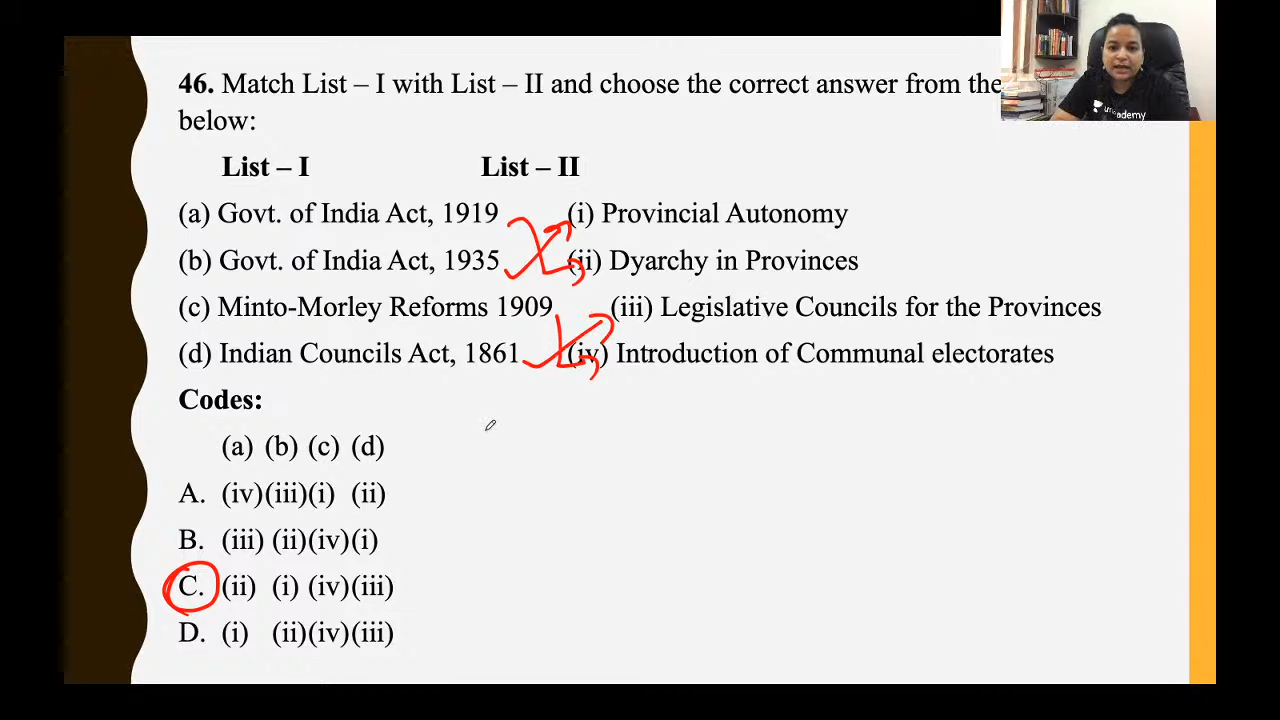 46. Match List – I with List – II and choose the correct answer from the
below:
List – I List – II
(a) Govt. of India Act, 1919 (i) Provincial Autonomy
(b) Govt. of India Act, 1935 (ii) Dyarchy in Provinces
(c) Minto-Morley Reforms 1909 (iii) Legislative Councils for the Provinces
(d) Indian Councils Act, 1861 (iv) Introduction of Communal electorates
Codes:
(a) (b) (c) (d)
A. (iv)(iii)(i) (ii)
B. (iii) (ii)(iv)(i)
C. (ii) (i) (iv)(iii)
D. (i) (ii)(iv)(iii)